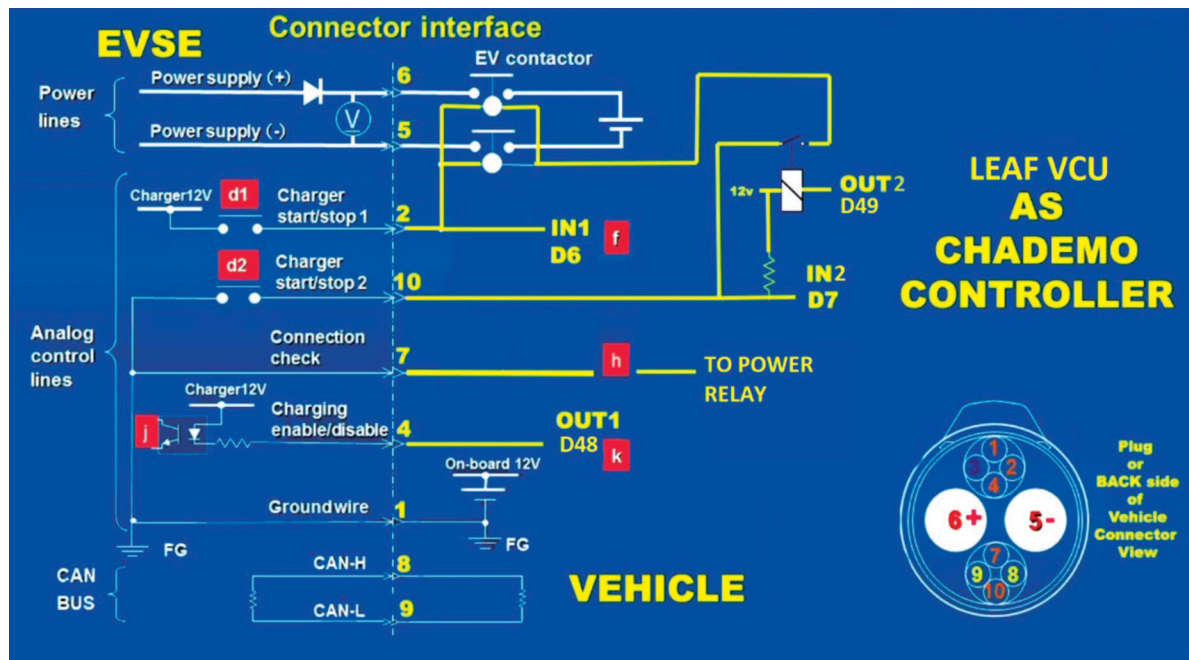 EVSE
Connector interface
Power lines
Power supply (+)
6
EV contactor
V
Power supply (-)
5
Analog control lines
Charger12V
d1
Charger
start/stop 1
2
IN1
D6
f
12v
OUT2
D49
LEAF VCU
AS
CHADEMO
CONTROLLER
d2
Charger
start/stop 2
10
IN2
D7
Connection
check
7
h
TO POWER
RELAY
Charger12V
j
Charging
enable/disable
4
OUT1
D48
k
On-board 12V
Ground wire
1
FG
FG
CAN
BUS
CAN-H
8
CAN-L
9
VEHICLE
1
3
2
4
6+
5-
7
9
8
10
Plug
or
BACK side
of
Vehicle
Connector
View